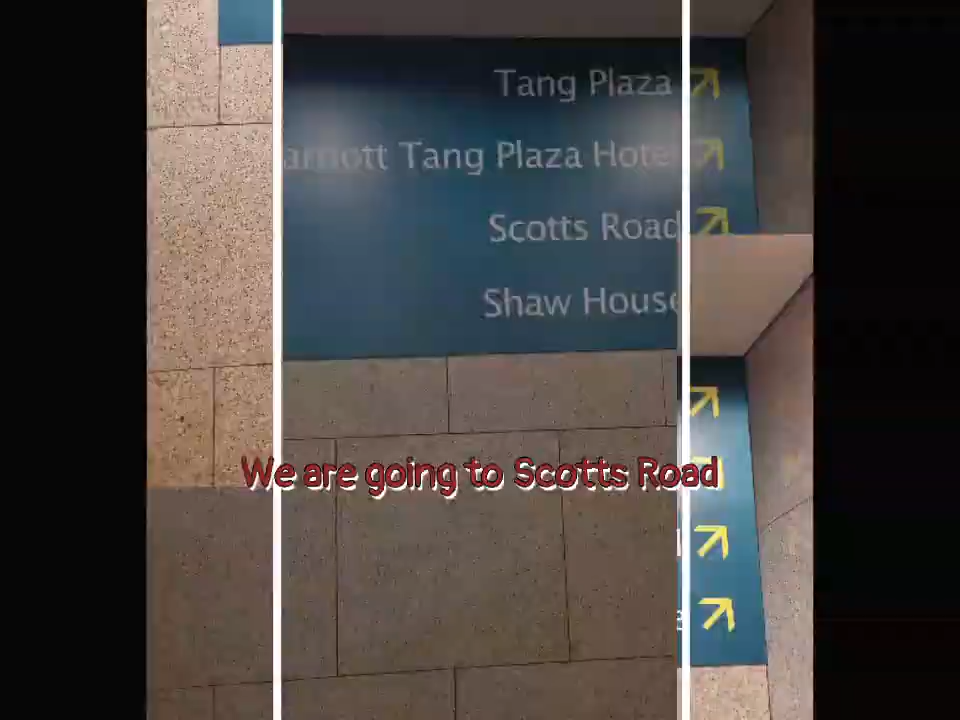 Tang Plaza
Tang Plaza Hote
Scotts Road
Shaw House
We are going to Scotts Road